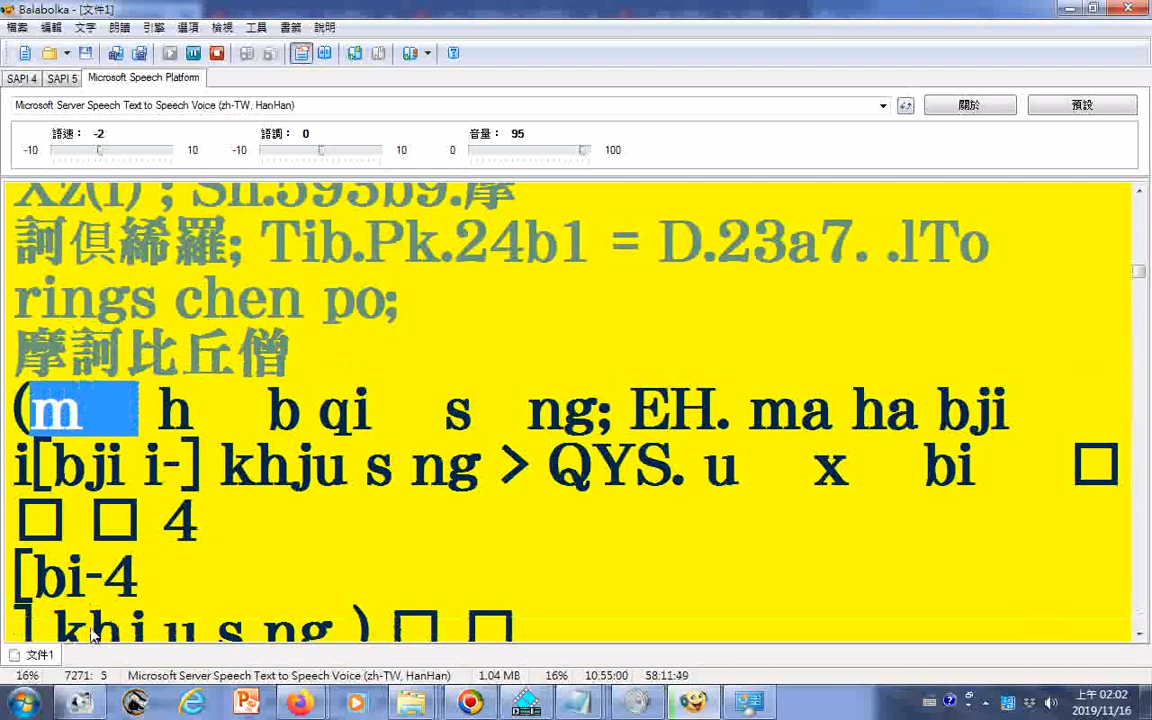 Balabolka - [文件1]
檔案 編輯 文字 朗讀 引擎 選項 檢視 工具 書籤 說明
SAPI 4 SAPI 5 Microsoft Speech Platform
Microsoft Server Speech Text to Speech Voice (zh-TW, HanHan) 關於 預設
語速： -2 語調： 0 音量： 95
-10 10 -10 10 0 100
Xz(I) ; Sh.593b9.摩
訶俱絺羅; Tib.Pk.24b1 = D.23a7. .lTo
rings chen po;
摩訶比丘僧
(m h b qi s ng; EH. ma ha bji
i[bji i-] khju s ng > QYS. u x bi □
□ □ 4
[bi-4
] khi u s ng ) □ □
文件1
16% 7271: 5 Microsoft Server Speech Text to Speech Voice (zh-TW, HanHan) 1.04 MB 16% 10:55:00 58:11:49
上午 02:02
2019/11/16